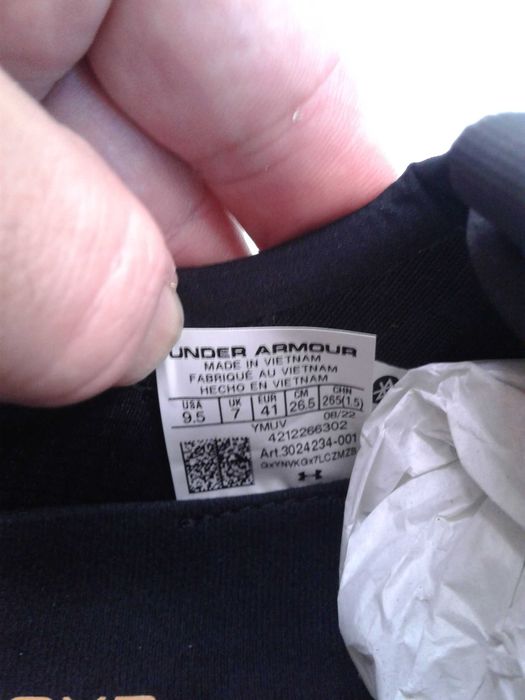 UNDER ARMOUR
MADE IN VIETNAM
FABRIQUÉ AU VIETNAM
HECHO EN VIETNAM
USA UK EUR CM CHN
9.5 7 41 26.5 265(1.5)
08/22
YMUV
4212266302
Art.3024234-001
GxYNVKGx7LCZMZB